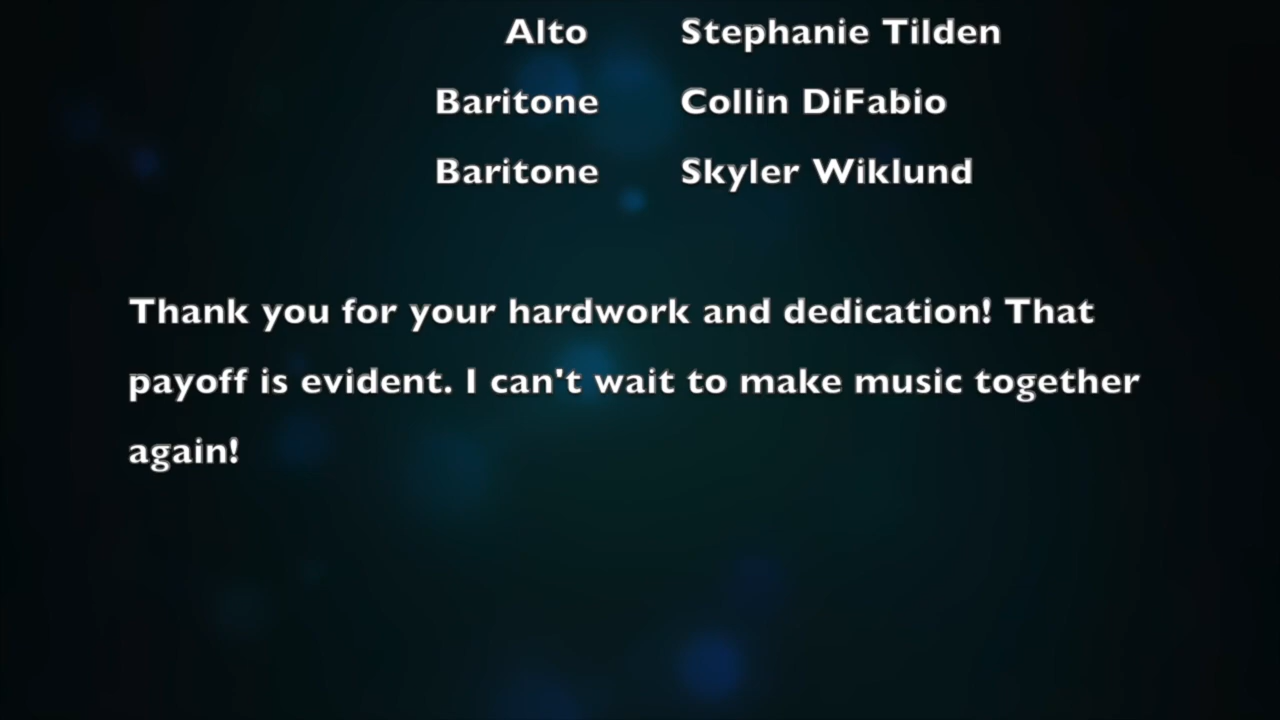 Alto Stephanie Tilden
Baritone Collin DiFabio
Baritone Skyler Wiklund
Thank you for your hardwork and dedication! That
payoff is evident. I can't wait to make music together
again!